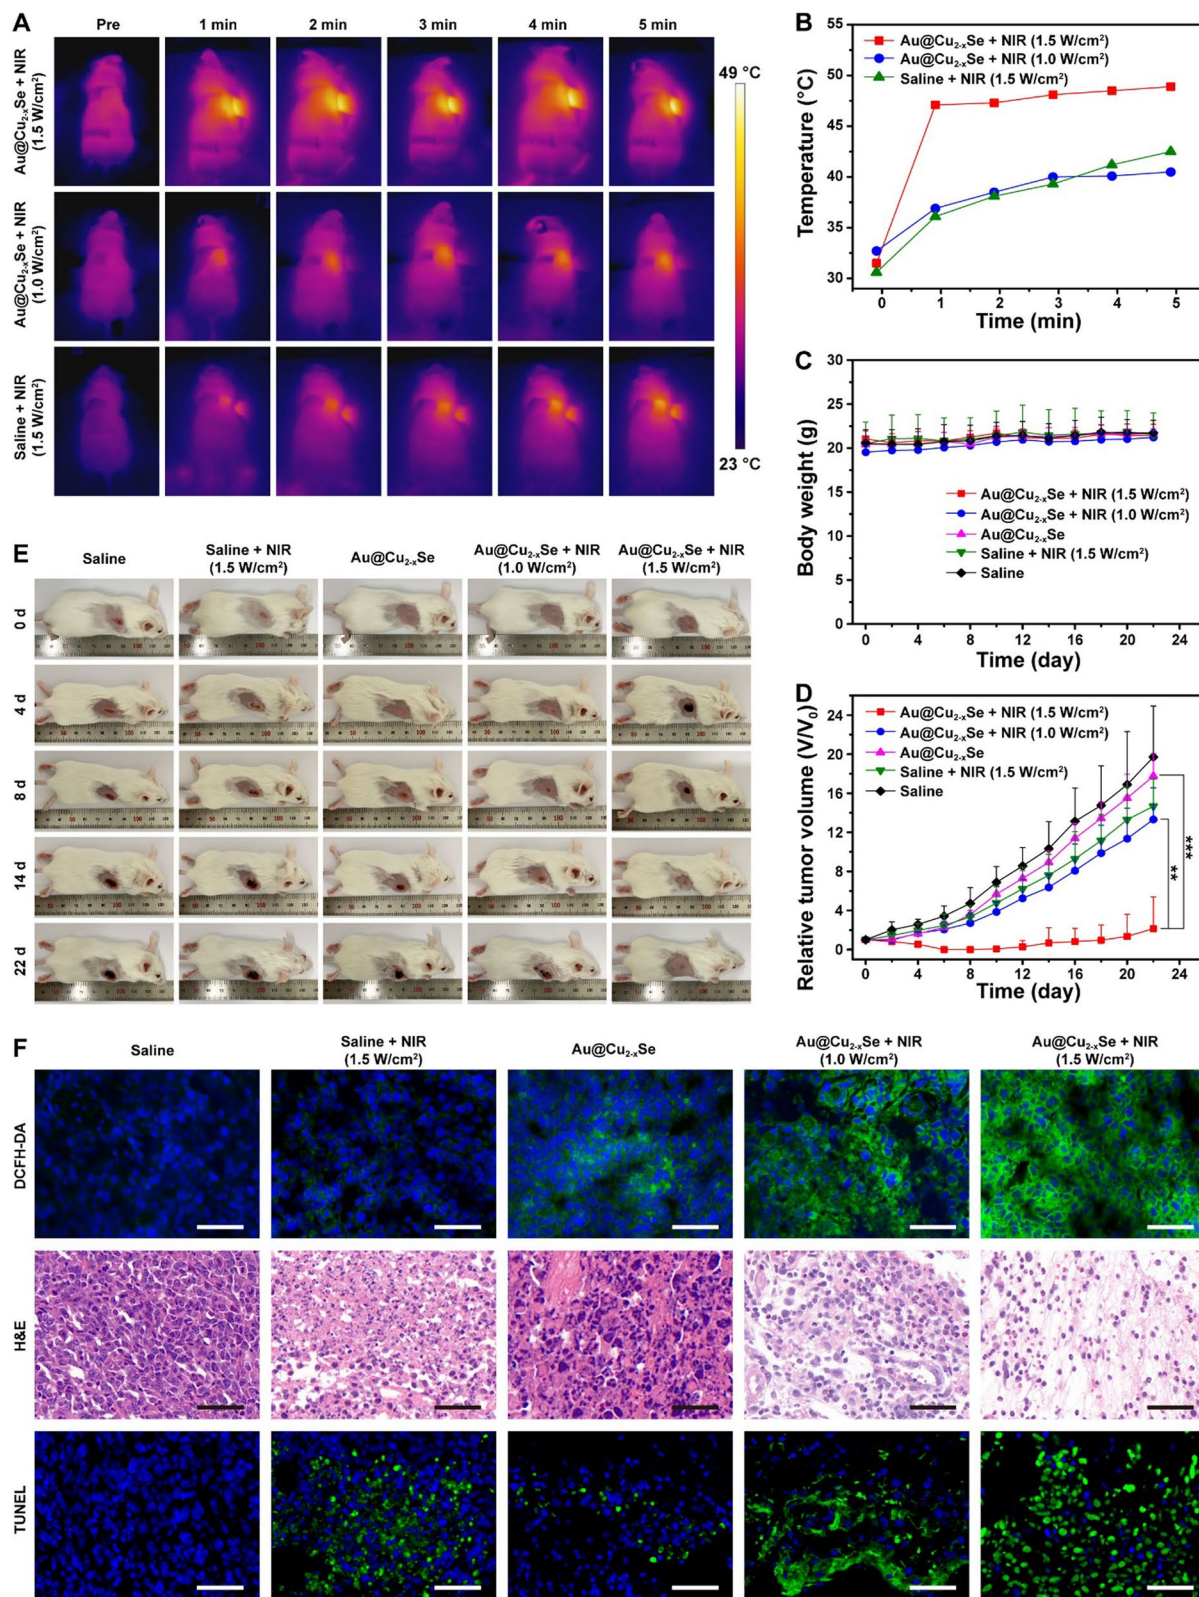 A
Pre
1 min
2 min
3 min
4 min
5 min
Au@Cu₂₋ₓSe + NIR
(1.5 W/cm²)
Au@Cu₂₋ₓSe + NIR
(1.0 W/cm²)
Saline + NIR
(1.5 W/cm²)
49 °C
23 °C
B
Temperature (°C)
55
50
45
40
35
30
Au@Cu₂₋ₓSe + NIR (1.5 W/cm²)
Au@Cu₂₋ₓSe + NIR (1.0 W/cm²)
Saline + NIR (1.5 W/cm²)
0 1 2 3 4 5
Time (min)
C
Body weight (g)
30
25
20
15
10
5
0
Au@Cu₂₋ₓSe + NIR (1.5 W/cm²)
Au@Cu₂₋ₓSe + NIR (1.0 W/cm²)
Au@Cu₂₋ₓSe
Saline + NIR (1.5 W/cm²)
Saline
0 4 8 12 16 20 24
Time (day)
D
Relative tumor volume (V/V₀)
24
20
16
12
8
4
0
Au@Cu₂₋ₓSe + NIR (1.5 W/cm²)
Au@Cu₂₋ₓSe + NIR (1.0 W/cm²)
Au@Cu₂₋ₓSe
Saline + NIR (1.5 W/cm²)
Saline
**
***
0 4 8 12 16 20 24
Time (day)
E
Saline
Saline + NIR
(1.5 W/cm²)
Au@Cu₂₋ₓSe
Au@Cu₂₋ₓSe + NIR
(1.0 W/cm²)
Au@Cu₂₋ₓSe + NIR
(1.5 W/cm²)
0 d
4 d
8 d
14 d
22 d
F
Saline
Saline + NIR
(1.5 W/cm²)
Au@Cu₂₋ₓSe
Au@Cu₂₋ₓSe + NIR
(1.0 W/cm²)
Au@Cu₂₋ₓSe + NIR
(1.5 W/cm²)
DCFH-DA
H&E
TUNEL